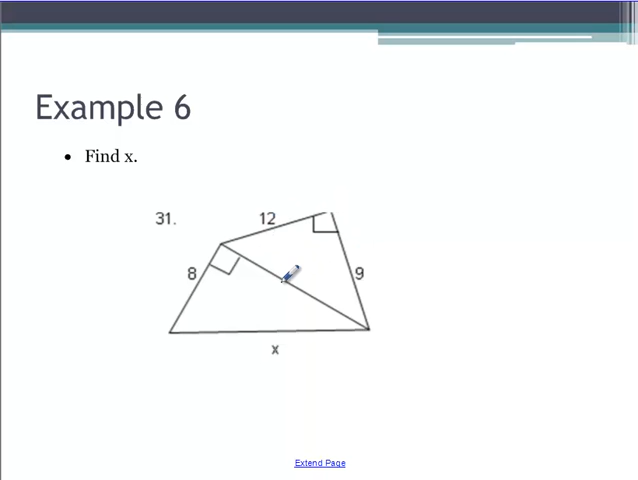 Example 6
• Find x.
31.
12
8
9
x
Extend Page